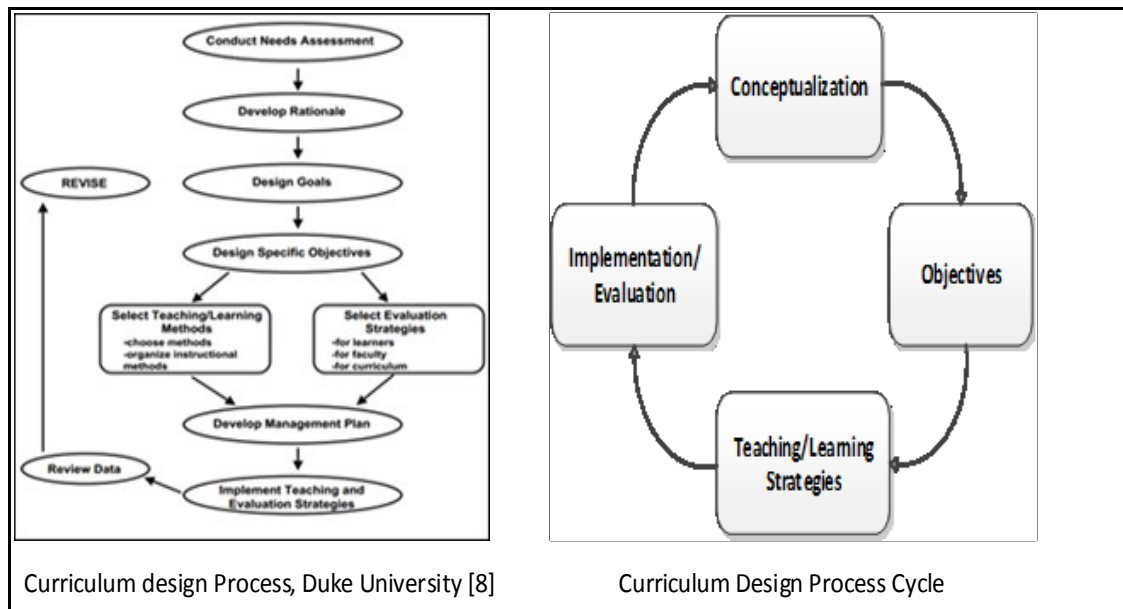 Conduct Needs Assessment
Develop Rationale
REVISE
Design Goals
Design Specific Objectives
Select Teaching/Learning
Methods
-choose methods
-organize instructional
methods
Select Evaluation
Strategies
-for learners
-for faculty
-for curriculum
Develop Management Plan
Review Data
Implement Teaching and
Evaluation Strategies
Curriculum design Process, Duke University [8]
Conceptualization
Objectives
Teaching/Learning
Strategies
Implementation/
Evaluation
Curriculum Design Process Cycle